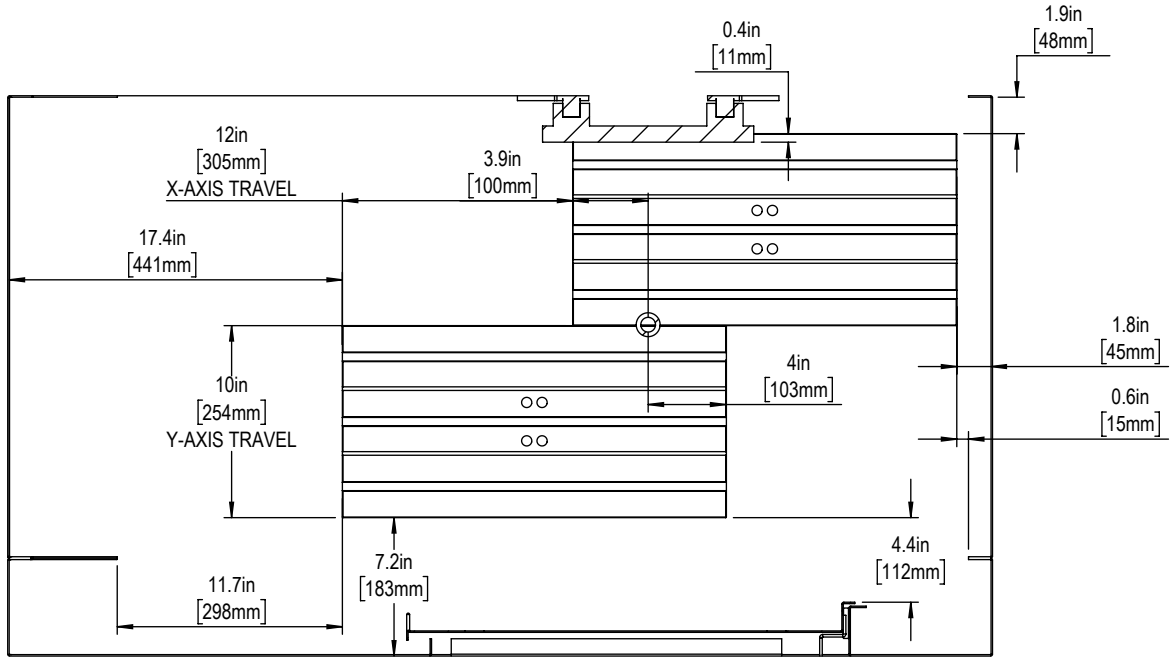 1.9in
[48mm]
0.4in
[11mm]
12in
[305mm]
X-AXIS TRAVEL
3.9in
[100mm]
17.4in
[441mm]
1.8in
[45mm]
4in
[103mm]
10in
[254mm]
Y-AXIS TRAVEL
0.6in
[15mm]
7.2in
[183mm]
4.4in
[112mm]
11.7in
[298mm]